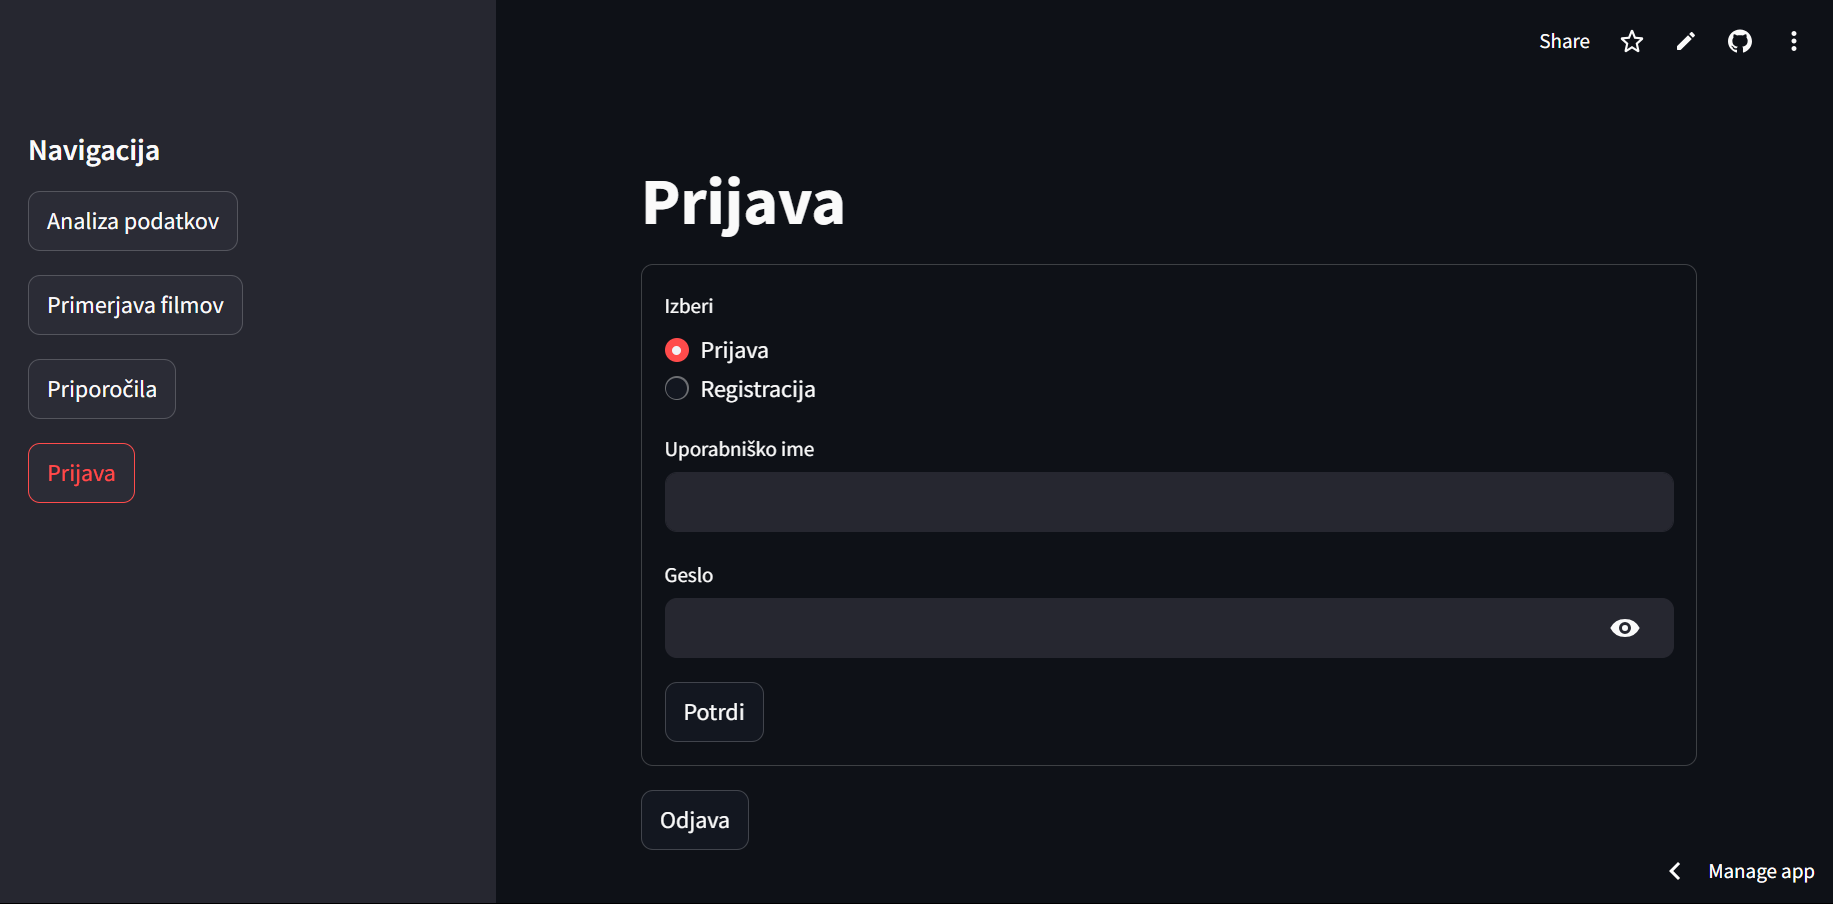 Share
Navigacija
Analiza podatkov
Primerjava filmov
Priporočila
Prijava
Prijava
Izberi
Prijava
Registracija
Uporabniško ime
Geslo
Potrdi
Odjava
Manage app